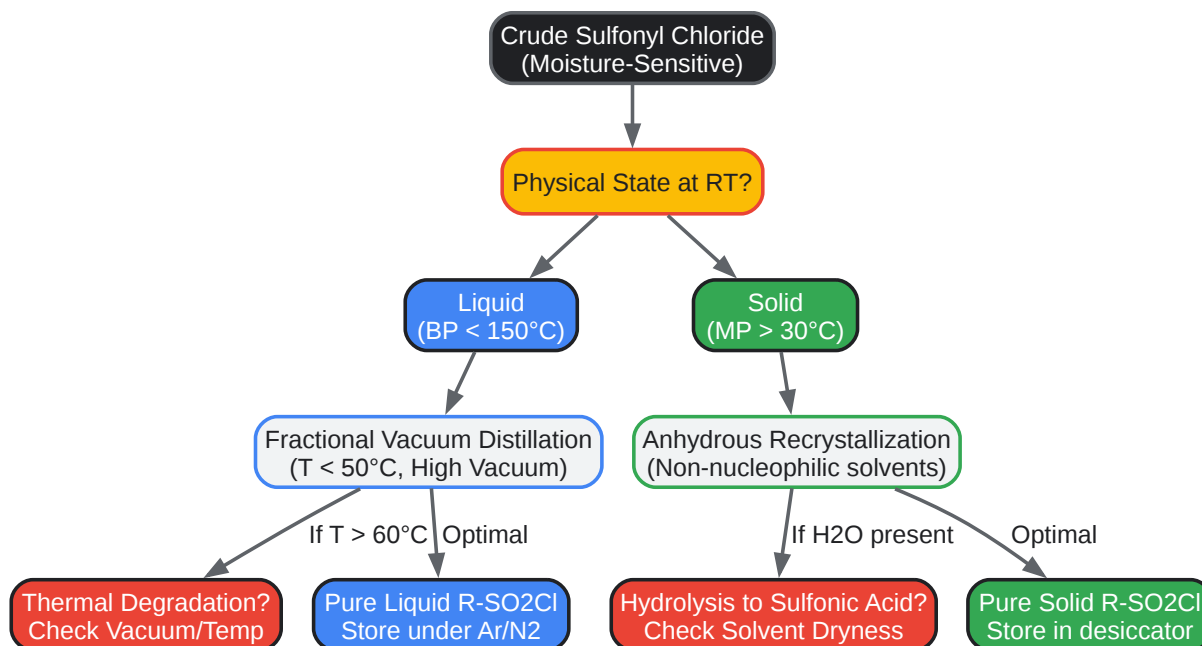 Crude Sulfonyl Chloride
(Moisture-Sensitive)
Physical State at RT?
Liquid
(BP < 150°C)
Solid
(MP > 30°C)
Fractional Vacuum Distillation
(T < 50°C, High Vacuum)
Anhydrous Recrystallization
(Non-nucleophilic solvents)
If T > 60°C
Optimal
If H2O present
Optimal
Thermal Degradation?
Check Vacuum/Temp
Pure Liquid R-SO2Cl
Store under Ar/N2
Hydrolysis to Sulfonic Acid?
Check Solvent Dryness
Pure Solid R-SO2Cl
Store in desiccator